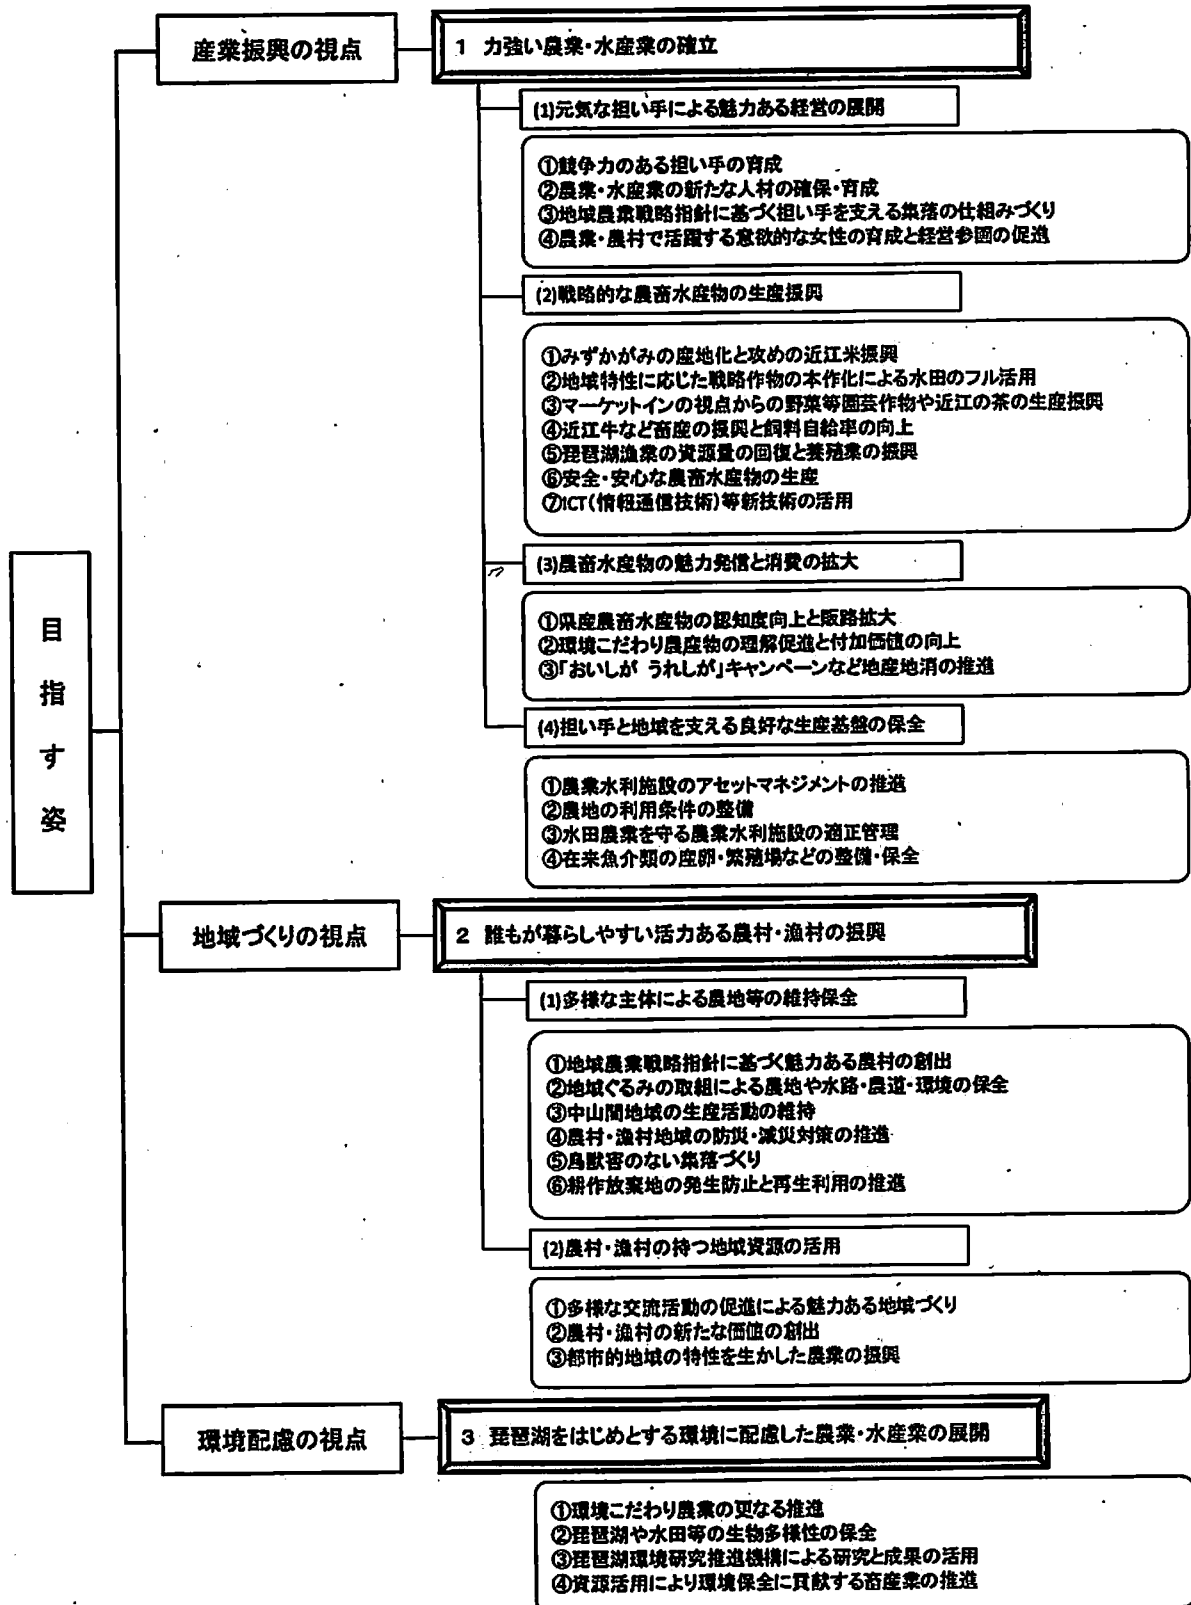 産業振興の視点
1 力強い農業・水産業の確立
(1)元気な担い手による魅力ある経営の展開
①競争力のある担い手の育成
②農業・水産業の新たな人材の確保・育成
③地域農業戦略指針に基づく担い手を支える集落の仕組みづくり
④農業・農村で活躍する意欲的な女性の育成と経営参画の促進
(2)戦略的な農畜水産物の生産振興
①みずかがみの産地化と攻めの近江米振興
②地域特性に応じた戦略作物の本作化による水田のフル活用
③マーケットインの視点からの野菜等園芸作物や近江の茶の生産振興
④近江牛など畜産の振興と飼料自給率の向上
⑤琵琶湖漁業の資源量の回復と養殖業の振興
⑥安全・安心な農畜水産物の生産
⑦ICT(情報通信技術)等新技術の活用
(3)農畜水産物の魅力発信と消費の拡大
①県産農畜水産物の認知度向上と販路拡大
②環境こだわり農産物の理解促進と付加価値の向上
③「おいしが うれしが」キャンペーンなど地産地消の推進
(4)担い手と地域を支える良好な生産基盤の保全
①農業水利施設のアセットマネジメントの推進
②農地の利用条件の整備
③水田農業を守る農業水利施設の適正管理
④在来魚介類の産卵・繁殖場などの整備・保全
目指す姿
地域づくりの視点
2 誰もが暮らしやすい活力ある農村・漁村の振興
(1)多様な主体による農地等の維持保全
①地域農業戦略指針に基づく魅力ある農村の創出
②地域ぐるみの取組による農地や水路・農道・環境の保全
③中山間地域の生産活動の維持
④農村・漁村地域の防災・減災対策の推進
⑤鳥獣害のない集落づくり
⑥耕作放棄地の発生防止と再生利用の推進
(2)農村・漁村の持つ地域資源の活用
①多様な交流活動の促進による魅力ある地域づくり
②農村・漁村の新たな価値の創出
③都市的地域の特性を生かした農業の振興
環境配慮の視点
3 琵琶湖をはじめとする環境に配慮した農業・水産業の展開
①環境こだわり農業の更なる推進
②琵琶湖や水田等の生物多様性の保全
③琵琶湖環境研究推進機構による研究と成果の活用
④資源活用により環境保全に貢献する畜産業の推進